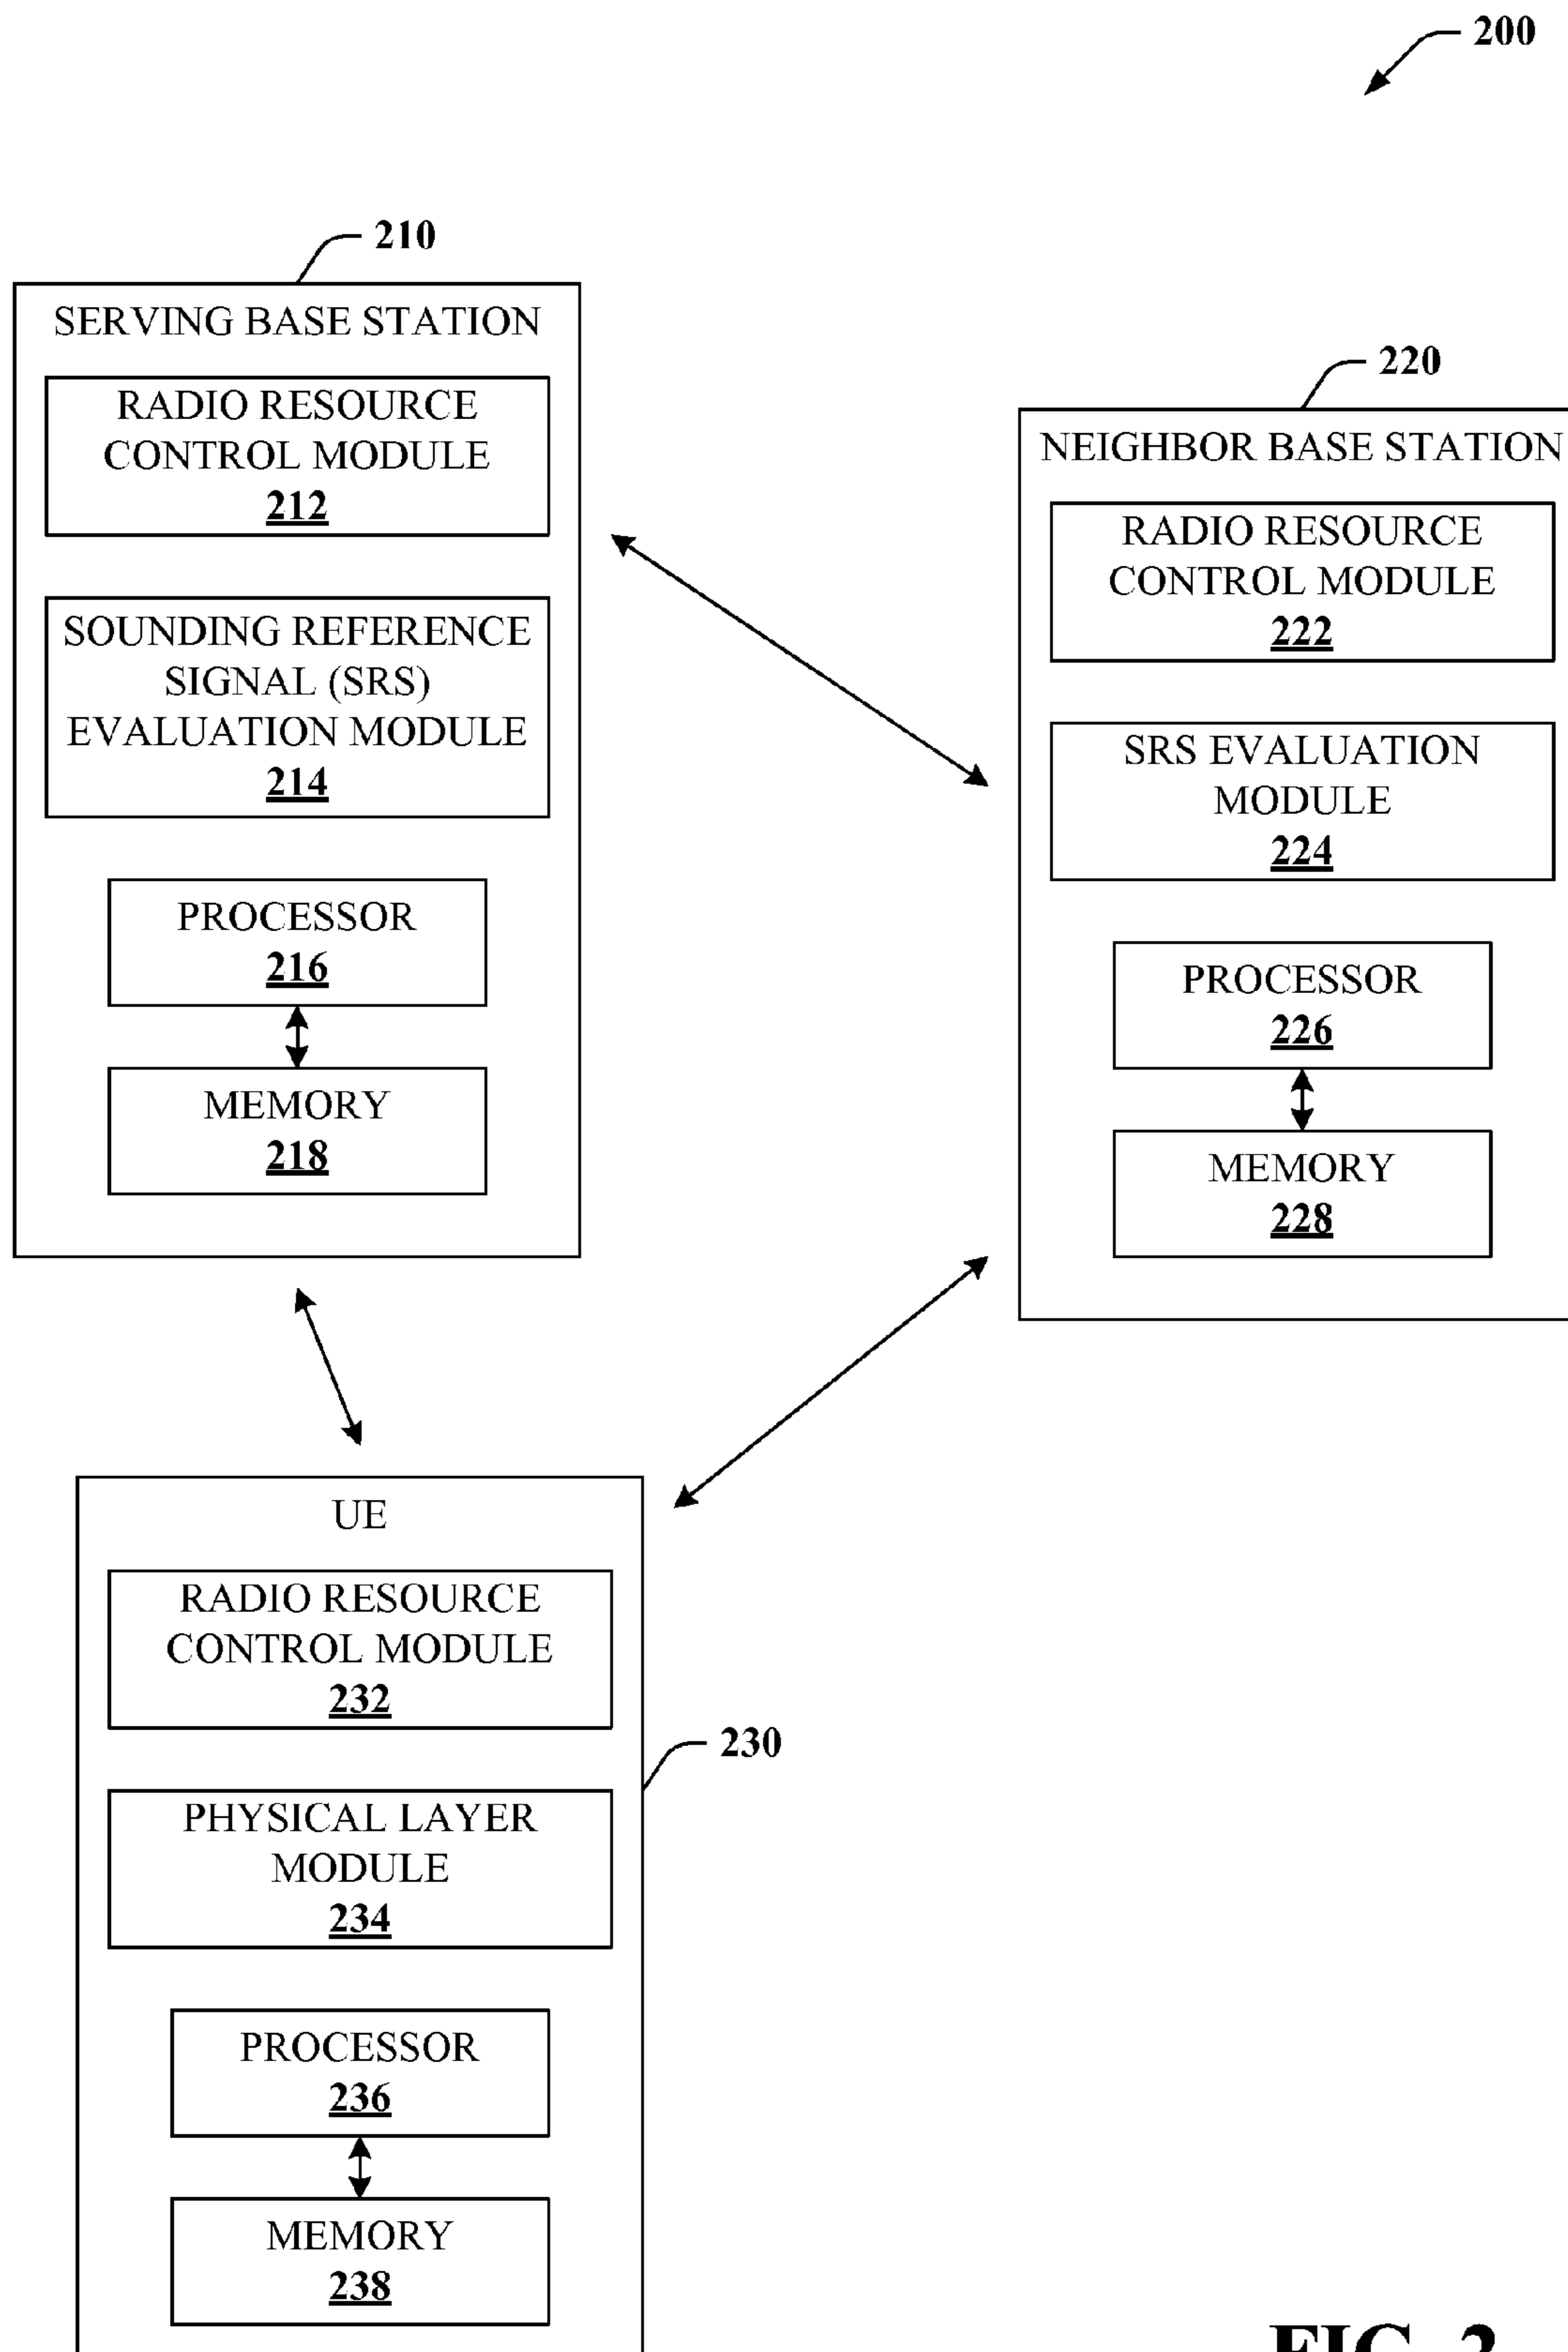 200
210
SERVING BASE STATION
RADIO RESOURCE
CONTROL MODULE
212
SOUNDING REFERENCE
SIGNAL (SRS)
EVALUATION MODULE
214
PROCESSOR
216
MEMORY
218
220
NEIGHBOR BASE STATION
RADIO RESOURCE
CONTROL MODULE
222
SRS EVALUATION
MODULE
224
PROCESSOR
226
MEMORY
228
UE
RADIO RESOURCE
CONTROL MODULE
232
230
PHYSICAL LAYER
MODULE
234
PROCESSOR
236
MEMORY
238
FIG. 2